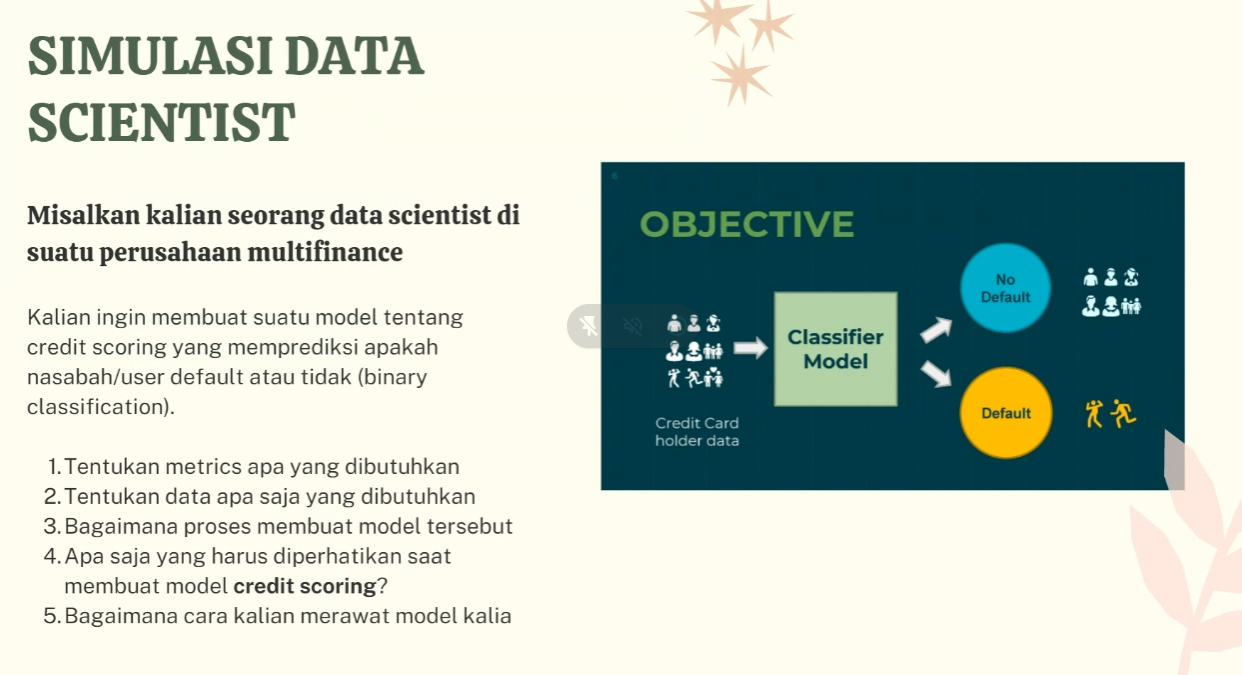 SIMULASI DATA
SCIENTIST
Misalkan kalian seorang data scientist di
suatu perusahaan multifinance
Kalian ingin membuat suatu model tentang
credit scoring yang memprediksi apakah
nasabah/user default atau tidak (binary
classification).
1. Tentukan metrics apa yang dibutuhkan
2. Tentukan data apa saja yang dibutuhkan
3. Bagaimana proses membuat model tersebut
4. Apa saja yang harus diperhatikan saat
membuat model credit scoring?
5. Bagaimana cara kalian merawat model kalia
6
OBJECTIVE
Credit Card
holder data
Classifier
Model
No
Default
Default